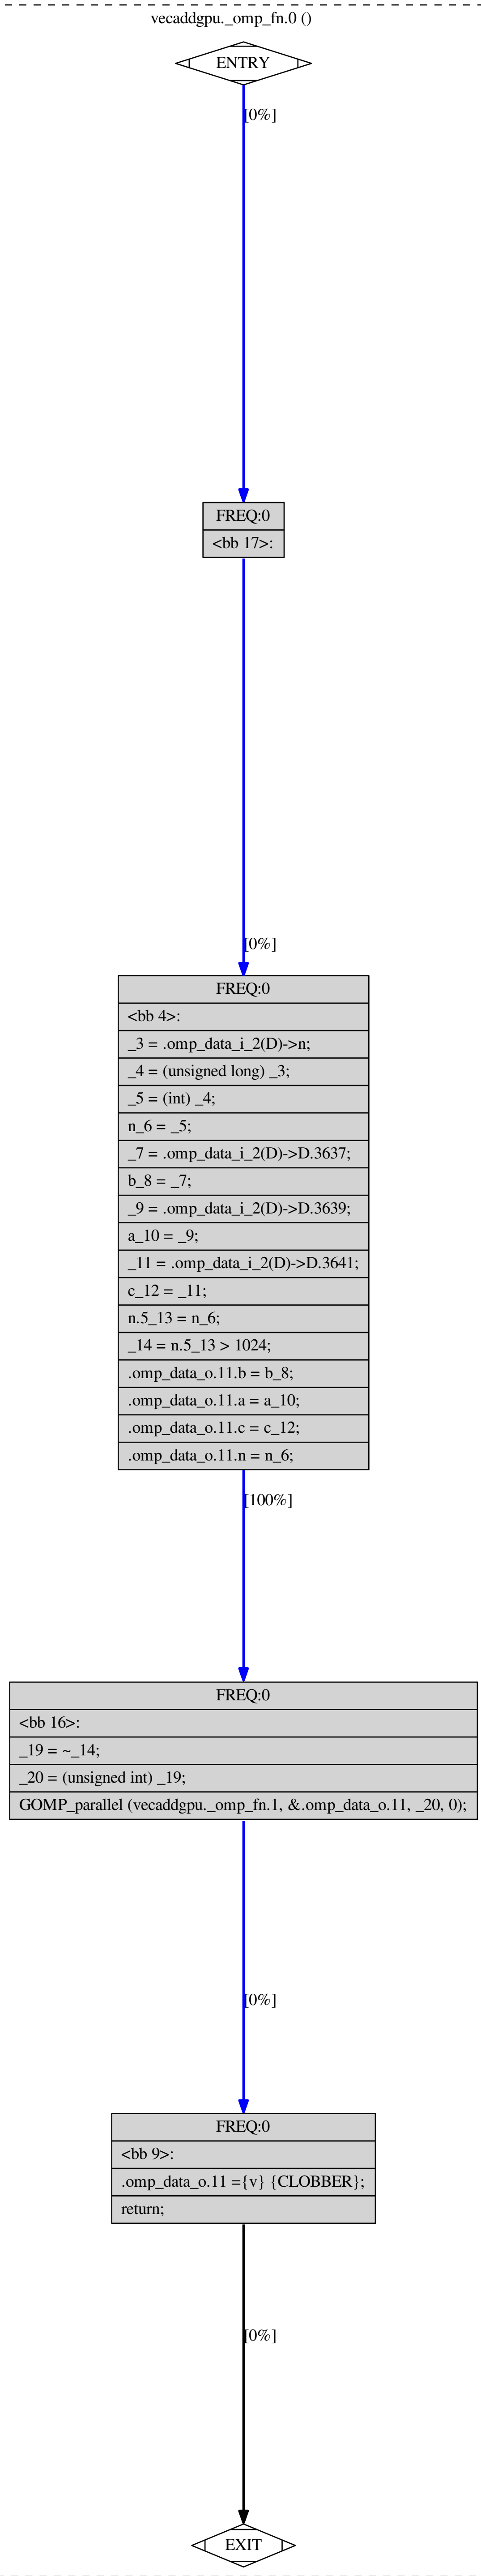 vecaddgpu._omp_fn.0 ()
ENTRY
[0%]
FREQ:0
<bb 17>:
[0%]
FREQ:0
<bb 4>:
_3 = .omp_data_i_2(D)->n;
_4 = (unsigned long) _3;
_5 = (int) _4;
n_6 = _5;
_7 = .omp_data_i_2(D)->D.3637;
b_8 = _7;
_9 = .omp_data_i_2(D)->D.3639;
a_10 = _9;
_11 = .omp_data_i_2(D)->D.3641;
c_12 = _11;
n.5_13 = n_6;
_14 = n.5_13 > 1024;
.omp_data_o.11.b = b_8;
.omp_data_o.11.a = a_10;
.omp_data_o.11.c = c_12;
.omp_data_o.11.n = n_6;
[100%]
FREQ:0
<bb 16>:
_19 = ~_14;
_20 = (unsigned int) _19;
GOMP_parallel (vecaddgpu._omp_fn.1, &.omp_data_o.11, _20, 0);
[0%]
FREQ:0
<bb 9>:
.omp_data_o.11 ={v} {CLOBBER};
return;
[0%]
EXIT